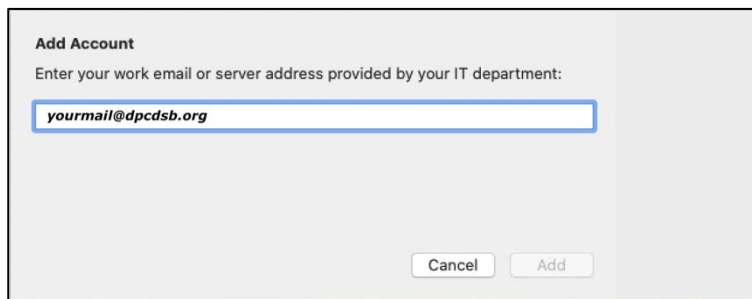 Add Account
Enter your work email or server address provided by your IT department:
yourmail@dpcdsb.org
Cancel Add